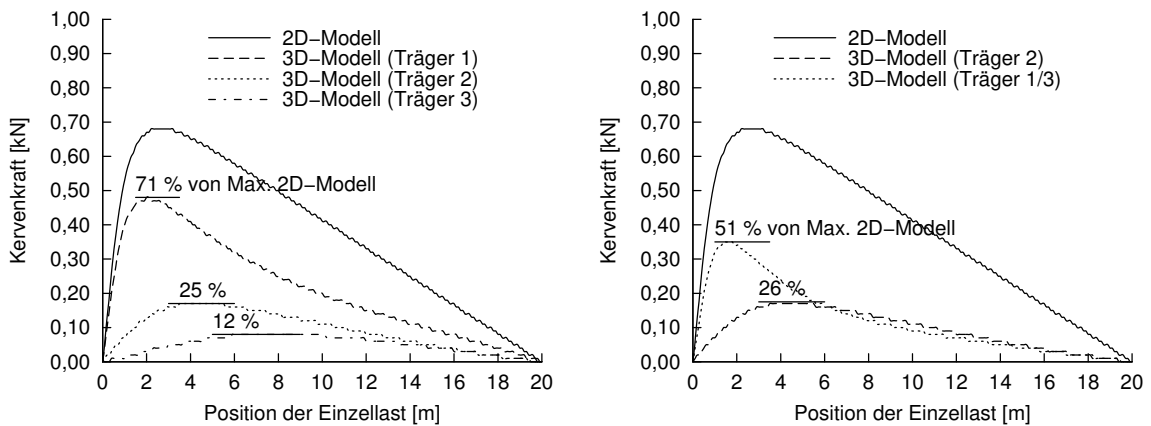 1,00
0,90
0,80
0,70
0,60
0,50
0,40
0,30
0,20
0,10
0,00
Kervenkraft [kN]
2D−Modell
3D−Modell (Träger 1)
3D−Modell (Träger 2)
3D−Modell (Träger 3)
71 % von Max. 2D−Modell
25 %
12 %
0 2 4 6 8 10 12 14 16 18 20
Position der Einzellast [m]
1,00
0,90
0,80
0,70
0,60
0,50
0,40
0,30
0,20
0,10
0,00
Kervenkraft [kN]
2D−Modell
3D−Modell (Träger 2)
3D−Modell (Träger 1/3)
51 % von Max. 2D−Modell
26 %
0 2 4 6 8 10 12 14 16 18 20
Position der Einzellast [m]